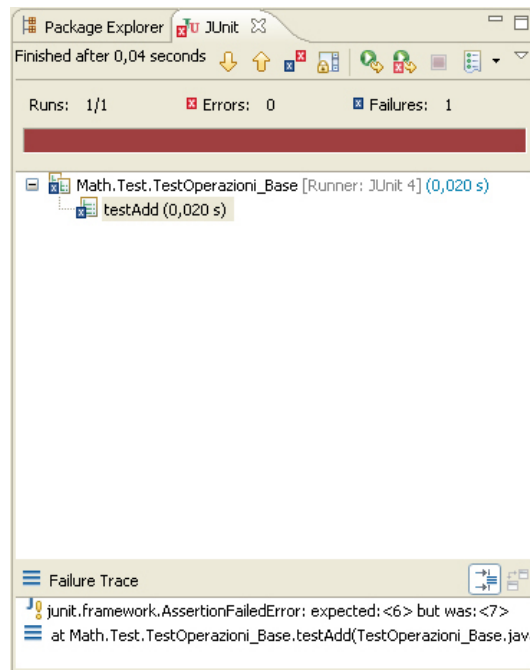 Package Explorer JUnit
Finished after 0,04 seconds
Runs: 1/1 Errors: 0 Failures: 1
Math.Test.TestOperazioni_Base [Runner: JUnit 4] (0,020 s)
testAdd (0,020 s)
Failure Trace
junit.framework.AssertionFailedError: expected:<6> but was:<7>
at Math.Test.TestOperazioni_Base.testAdd(TestOperazioni_Base.java